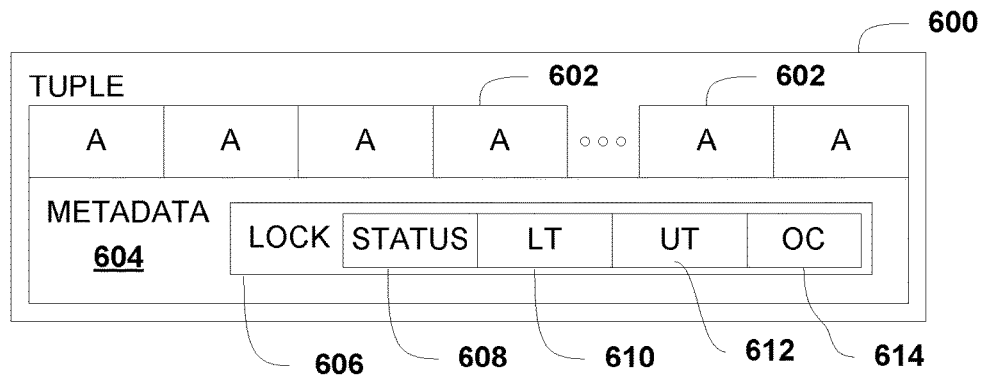 600
TUPLE 602 602
A A A A A A
METADATA
604
LOCK STATUS LT UT OC
606 608 610 612 614